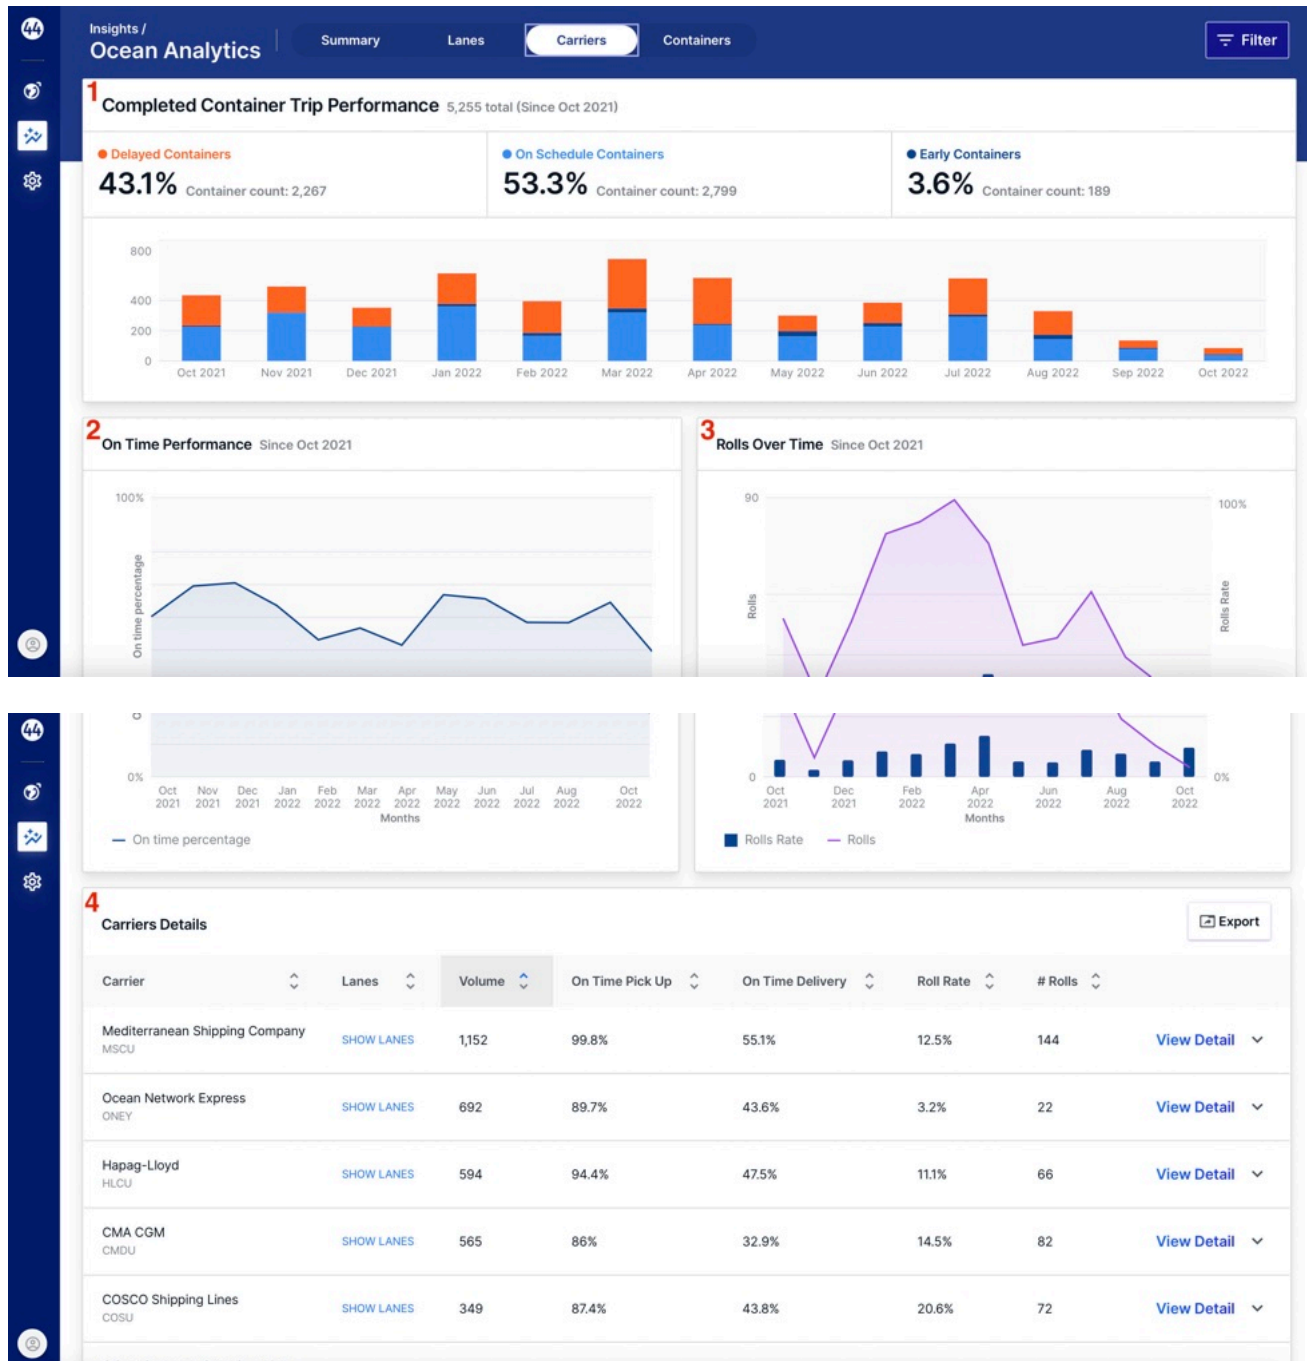 44
Insights /
Ocean Analytics
Summary
Lanes
Carriers
Containers
Filter
1
Completed Container Trip Performance 5,255 total (Since Oct 2021)
Delayed Containers
43.1% Container count: 2,267
On Schedule Containers
53.3% Container count: 2,799
Early Containers
3.6% Container count: 189
800
400
200
0
Oct 2021 Nov 2021 Dec 2021 Jan 2022 Feb 2022 Mar 2022 Apr 2022 May 2022 Jun 2022 Jul 2022 Aug 2022 Sep 2022 Oct 2022
2
On Time Performance Since Oct 2021
100%
On time percentage
3
Rolls Over Time Since Oct 2021
90
100%
Rolls
Rolls Rate
44
0%
Oct Nov Dec Jan Feb Mar Apr May Jun Jul Aug Oct
2021 2021 2021 2022 2022 2022 2022 2022 2022 2022 2022 2022
Months
On time percentage
0
0%
Oct Dec Feb Apr Jun Aug Oct
2021 2021 2022 2022 2022 2022 2022
Months
Rolls Rate Rolls
4
Carriers Details
Export
Carrier Lanes Volume On Time Pick Up On Time Delivery Roll Rate # Rolls
Mediterranean Shipping Company
MSCU
SHOW LANES 1,152 99.8% 55.1% 12.5% 144 View Detail
Ocean Network Express
ONEY
SHOW LANES 692 89.7% 43.6% 3.2% 22 View Detail
Hapag-Lloyd
HLCU
SHOW LANES 594 94.4% 47.5% 11.1% 66 View Detail
CMA CGM
CMDU
SHOW LANES 565 86% 32.9% 14.5% 82 View Detail
COSCO Shipping Lines
COSU
SHOW LANES 349 87.4% 43.8% 20.6% 72 View Detail